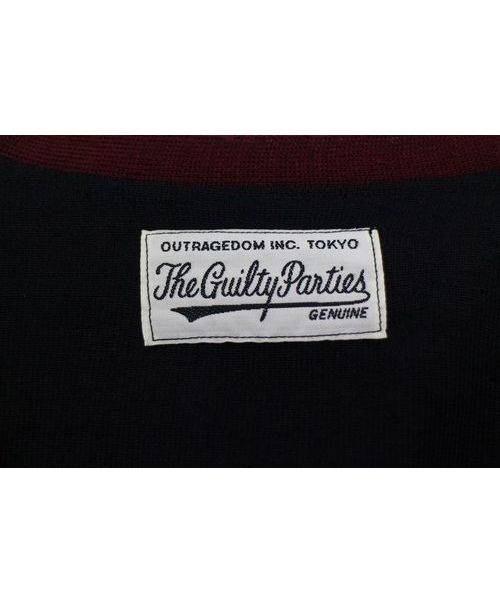 OUTRAGEDOM INC. TOKYO
The Guilty Parties
GENUINE